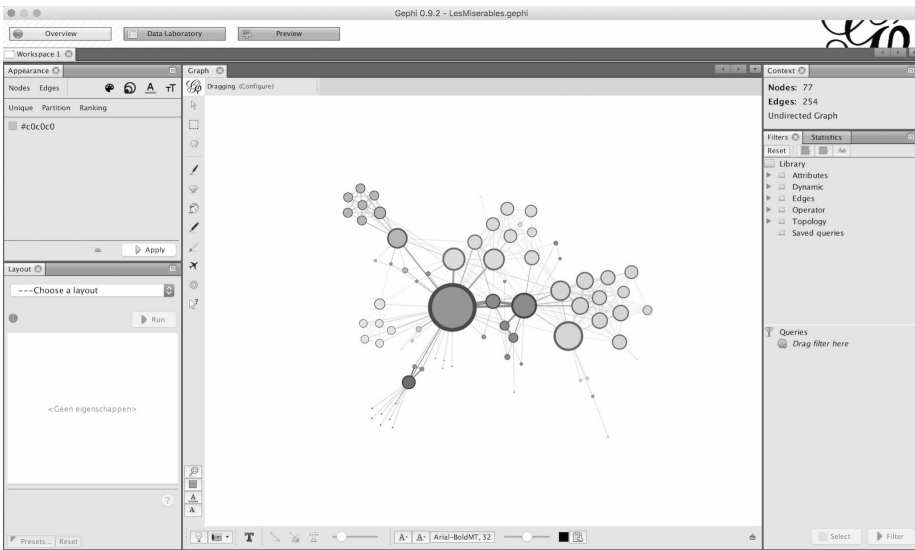 Gephi 0.9.2 - LesMiserables.gephi
Overview
Data Laboratory
Preview
Workspace 1
Appearance
Nodes Edges
Unique Partition Ranking
#c0c0c0
Apply
Layout
---Choose a layout
Run
<Geen eigenschappen>
Presets... Reset
Graph
Dragging (Configure)
Arial-BoldMT, 32
Context
Nodes: 77
Edges: 254
Undirected Graph
Filters Statistics
Reset
Library
Attributes
Dynamic
Edges
Operator
Topology
Saved queries
Queries
Drag filter here
Select Filter